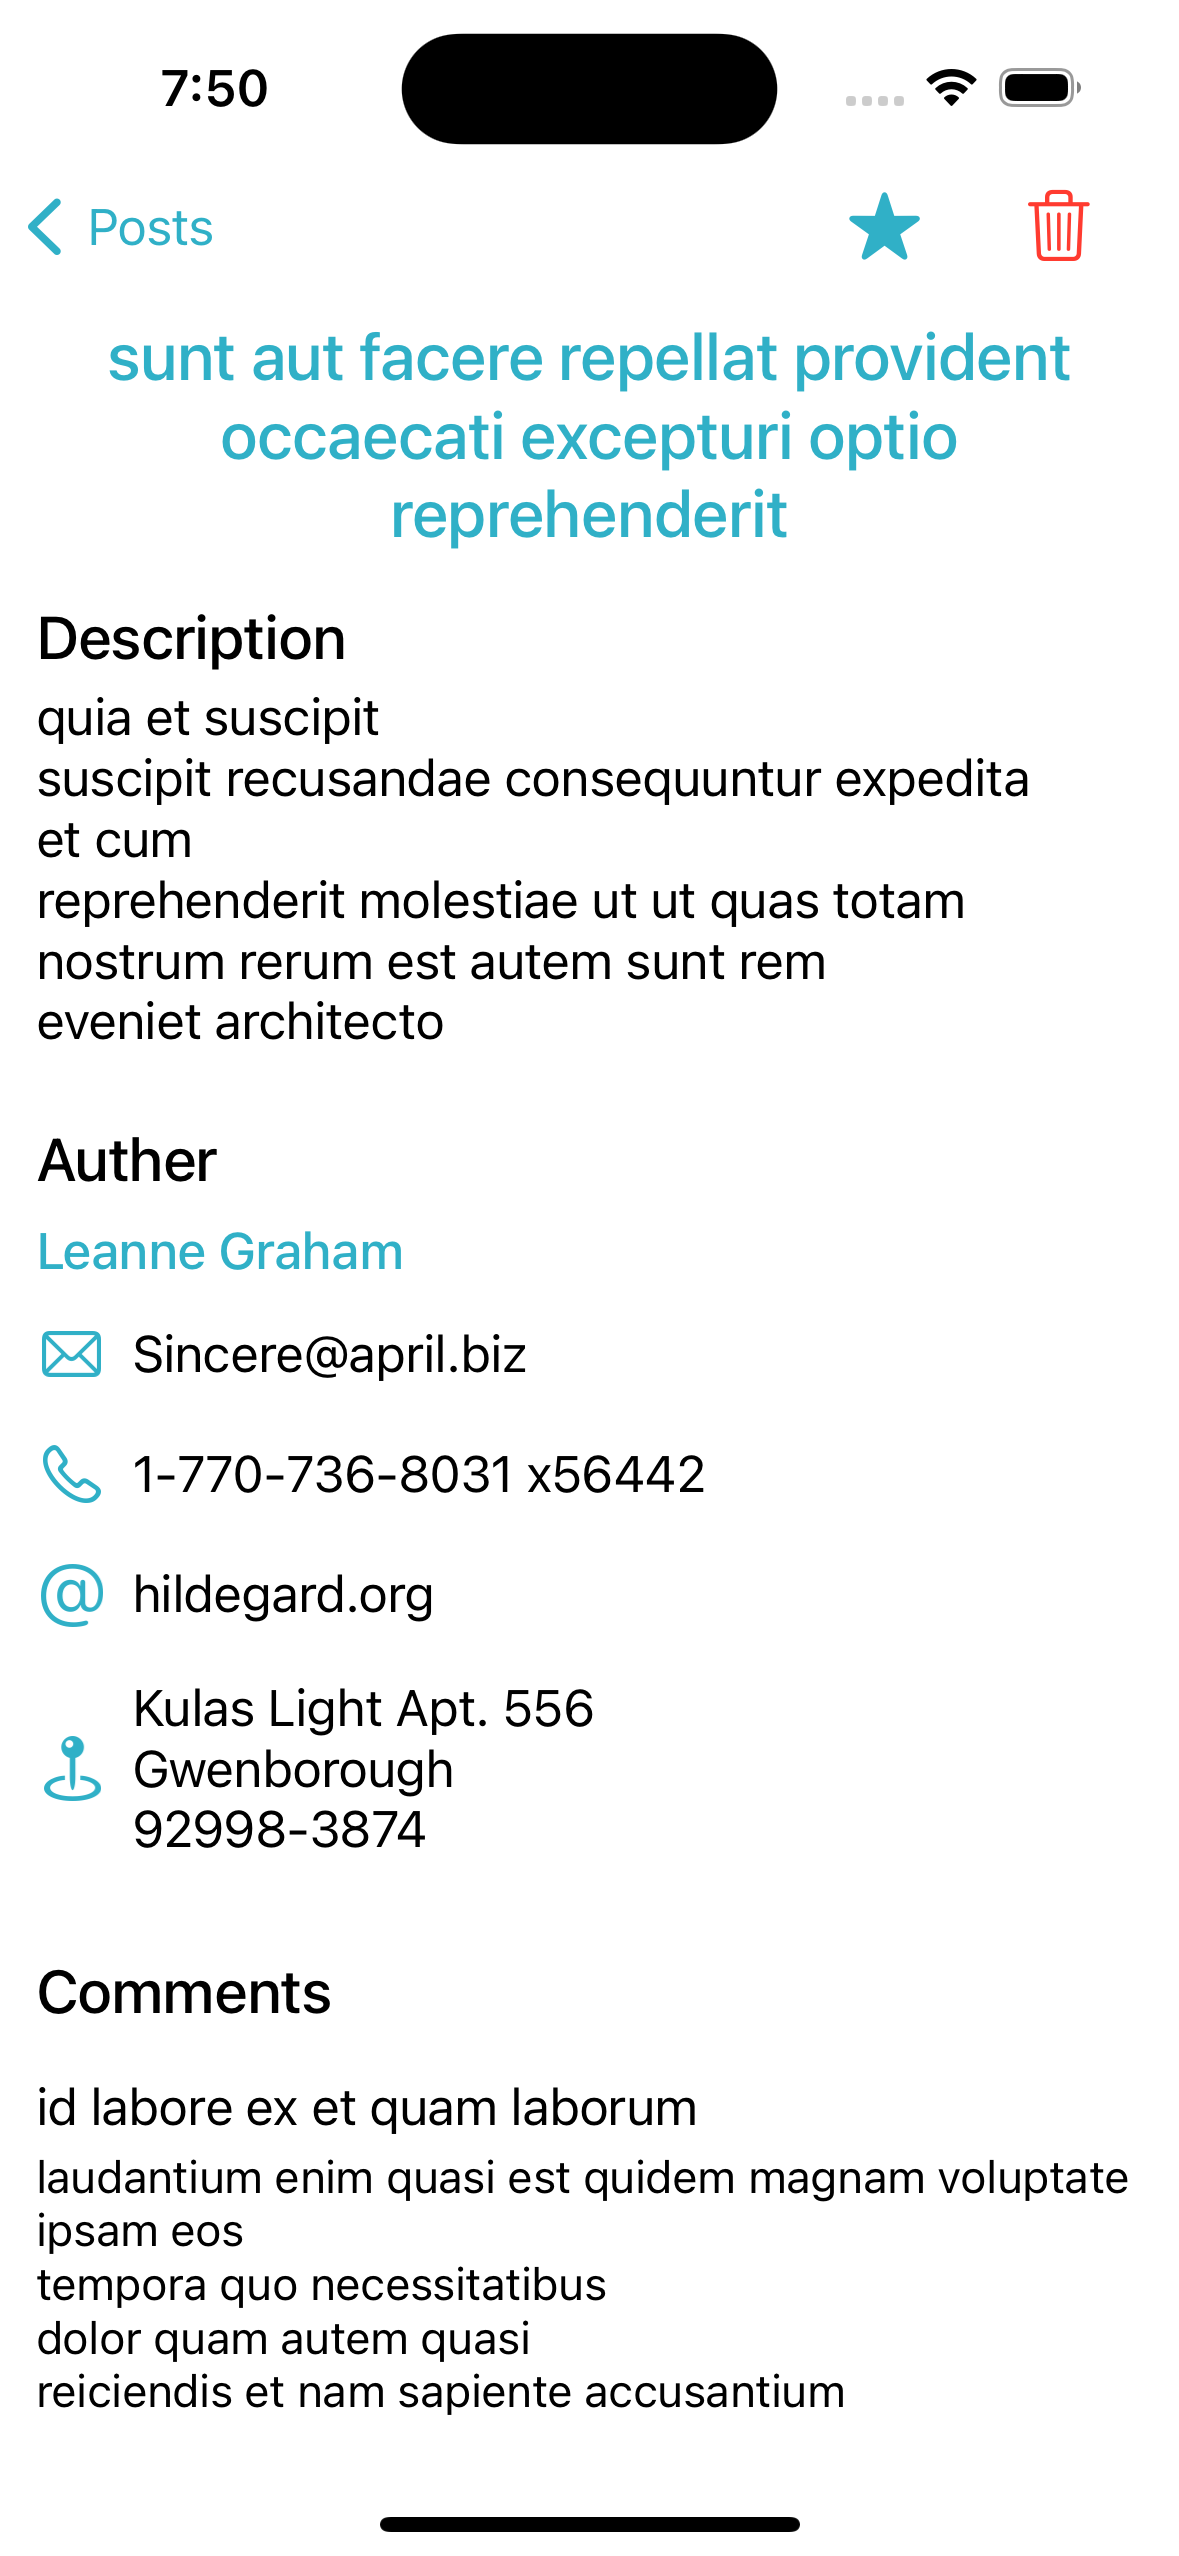 7:50
Posts
sunt aut facere repellat provident
occaecati excepturi optio
reprehenderit
Description
quia et suscipit
suscipit recusandae consequuntur expedita
et cum
reprehenderit molestiae ut ut quas totam
nostrum rerum est autem sunt rem
eveniet architecto
Auther
Leanne Graham
Sincere@april.biz
1-770-736-8031 x56442
hildegard.org
Kulas Light Apt. 556
Gwenborough
92998-3874
Comments
id labore ex et quam laborum
laudantium enim quasi est quidem magnam voluptate
ipsam eos
tempora quo necessitatibus
dolor quam autem quasi
reiciendis et nam sapiente accusantium